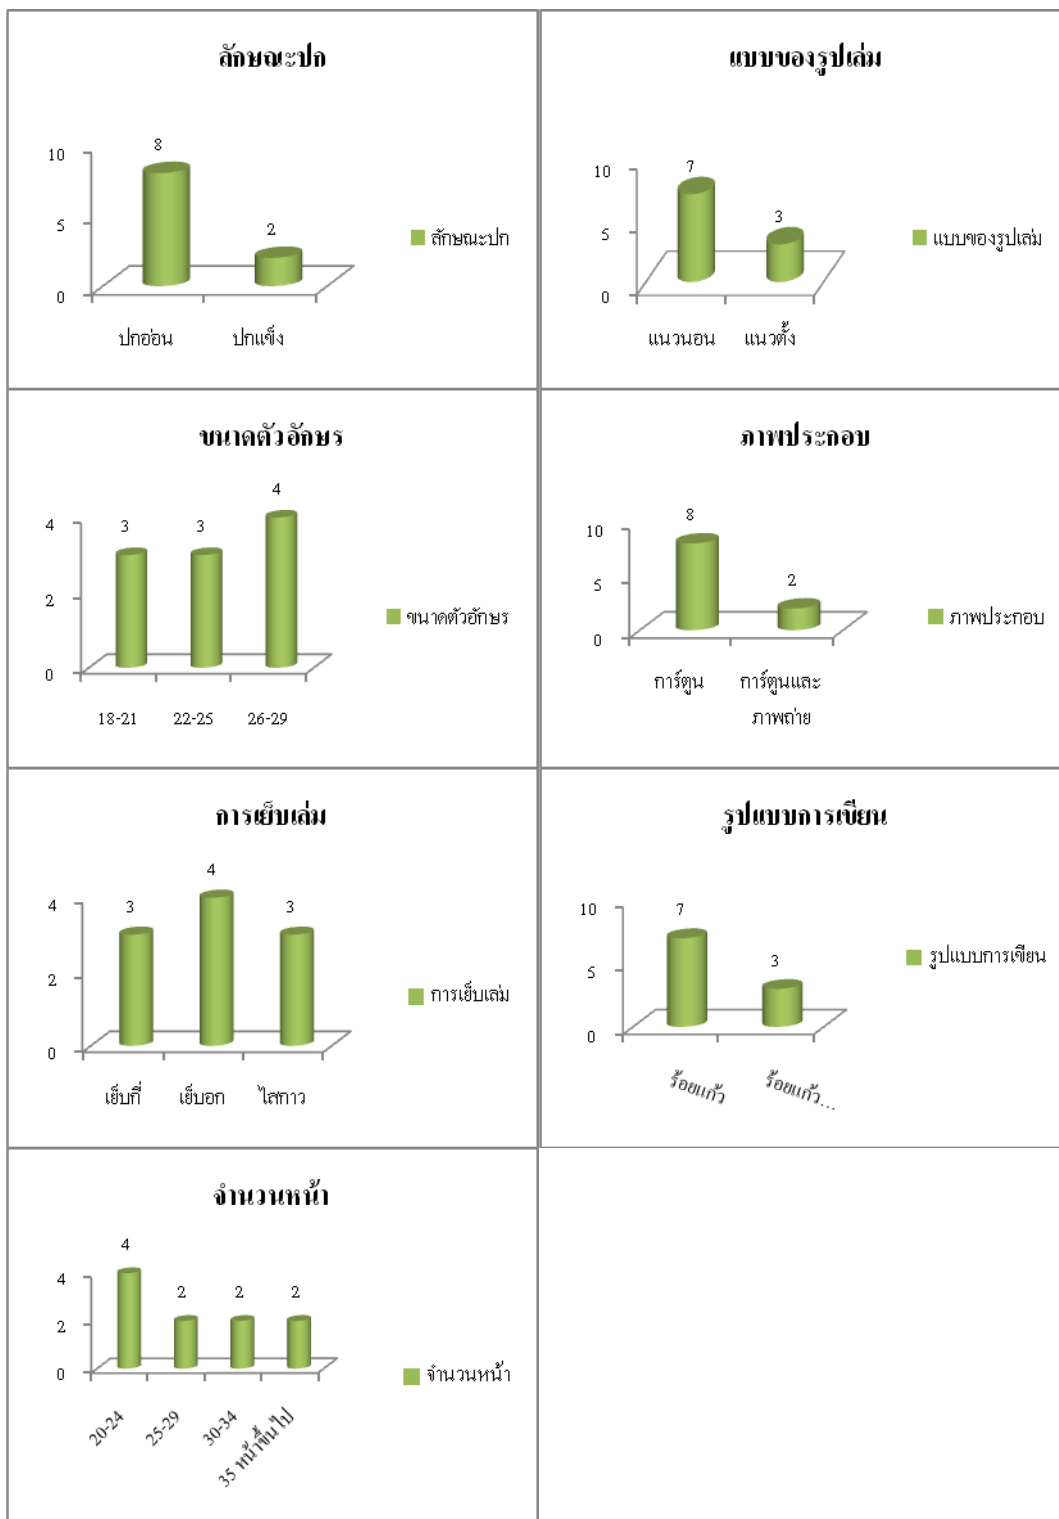 ลักษณะปก
8
10
2
5
ลักษณะปก
0
ปกอ่อน ปกแข็ง
แบบของรูปเล่ม
7
10
3
5
แบบของรูปเล่ม
0
แนวนอน แนวตั้ง
ขนาดตัวอักษร
4
4 3 3
2
ขนาดตัวอักษร
0
18-21 22-25 26-29
ภาพประกอบ
8
10
2
5
ภาพประกอบ
0
การ์ตูน การ์ตูนและ
ภาพถ่าย
การเย็บเล่ม
4
4 3 3
2
การเย็บเล่ม
0
เย็บกี่ เย็บอก ไสกาว
รูปแบบการเขียน
10 7
3
รูปแบบการเขียน
5
0
ร้อยแก้ว ร้อยแก้ว...
จำนวนหน้า
4
4 2 2 2
2
0
จำนวนหน้า
20-24 25-29 30-34 35 หน้าขึ้นไป